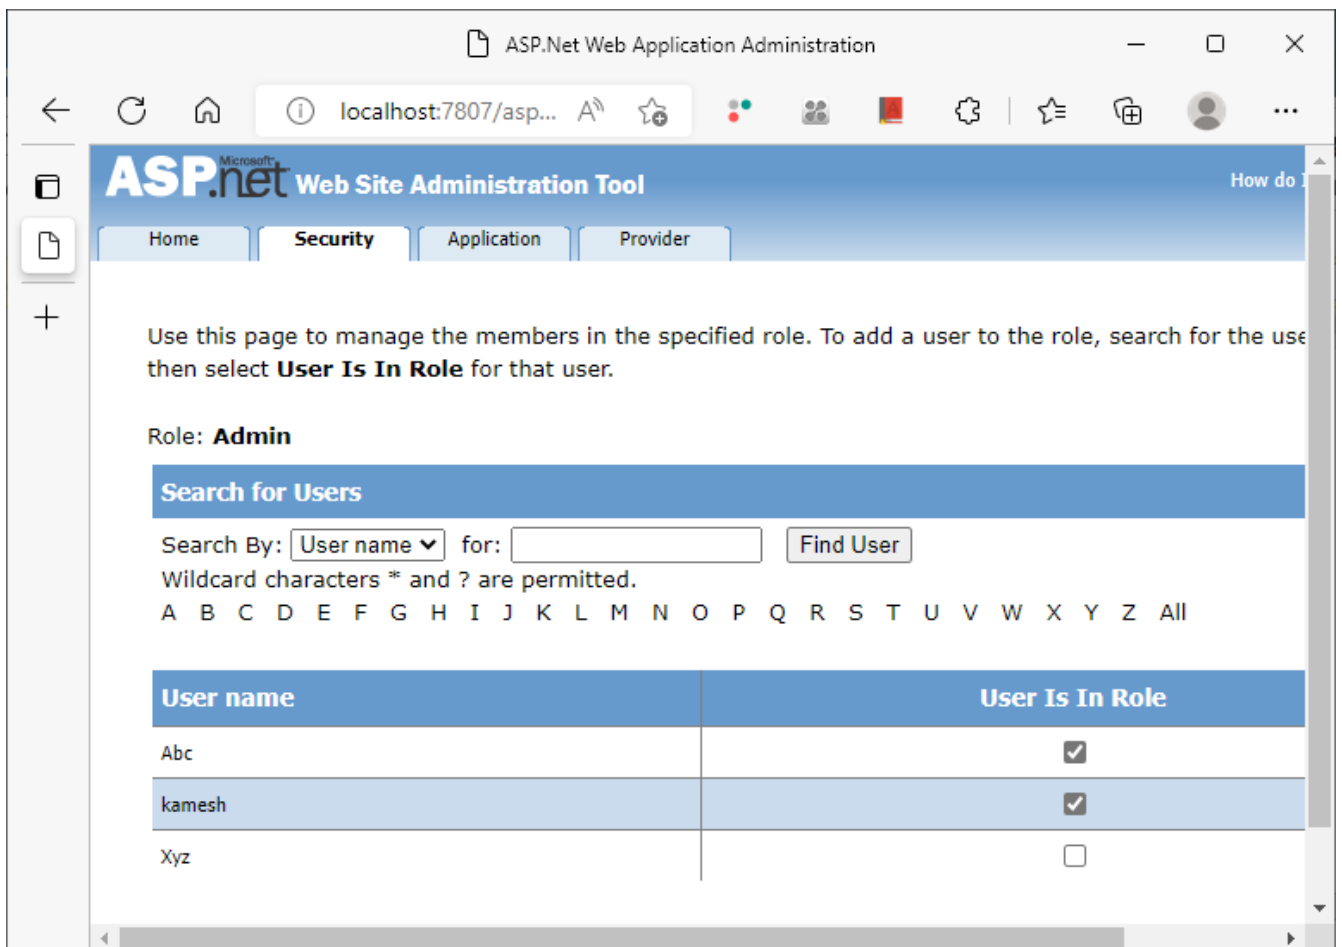 ASP.Net Web Application Administration
localhost:7807/asp...
Microsoft
ASP.net Web Site Administration Tool
How do I
Home Security Application Provider
Use this page to manage the members in the specified role. To add a user to the role, search for the use
then select User Is In Role for that user.
Role: Admin
Search for Users
Search By: User name for: Find User
Wildcard characters * and ? are permitted.
A B C D E F G H I J K L M N O P Q R S T U V W X Y Z All
User name User Is In Role
Abc
kamesh
Xyz